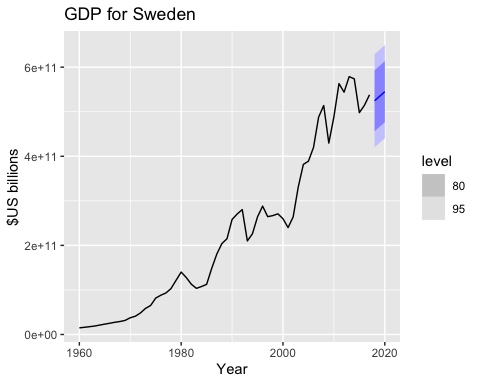 GDP for Sweden
$US billions
6e+11
4e+11
2e+11
0e+00
1960
1980
2000
2020
Year
level
80
95